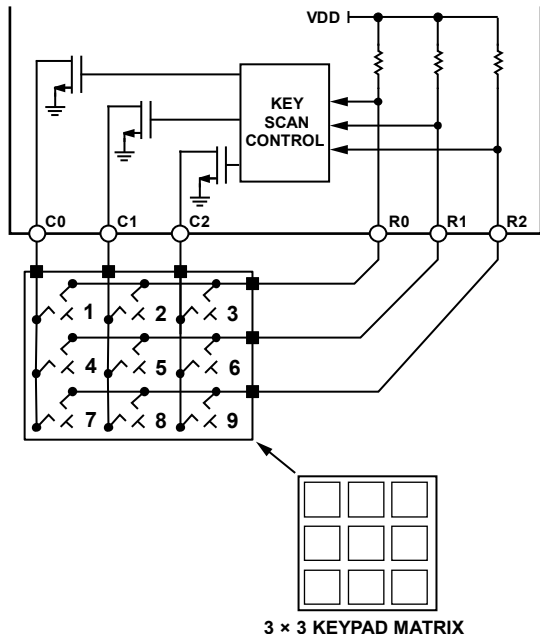 VDD
KEY
SCAN
CONTROL
C0 C1 C2 R0 R1 R2
1 2 3
4 5 6
7 8 9
3 × 3 KEYPAD MATRIX